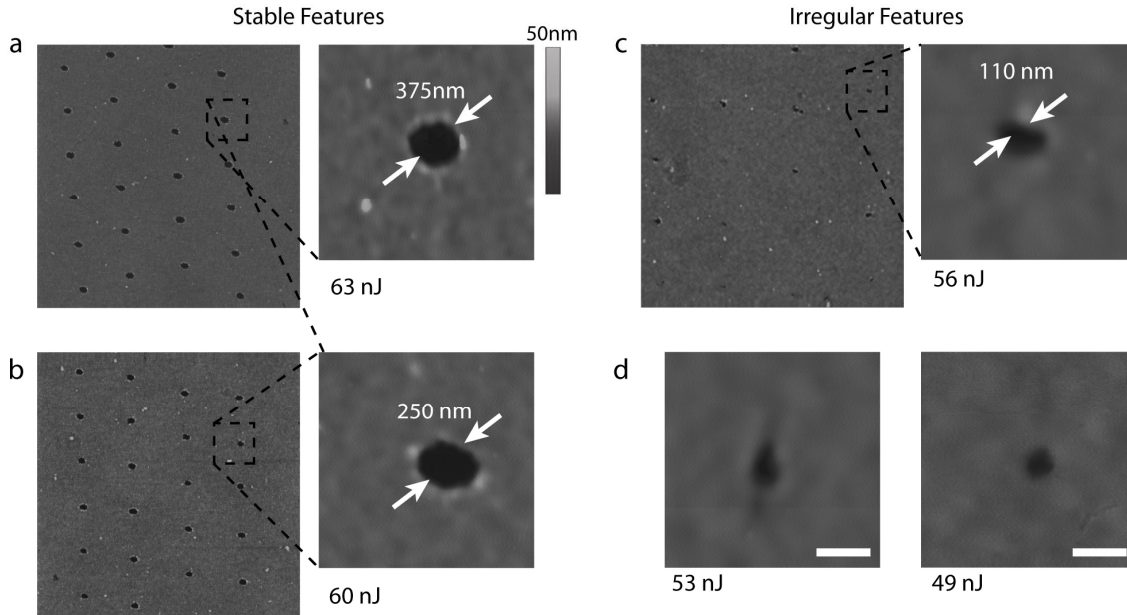 Stable Features
Irregular Features
a
50nm
375nm
63 nJ
c
110 nm
56 nJ
b
250 nm
60 nJ
d
53 nJ
49 nJ